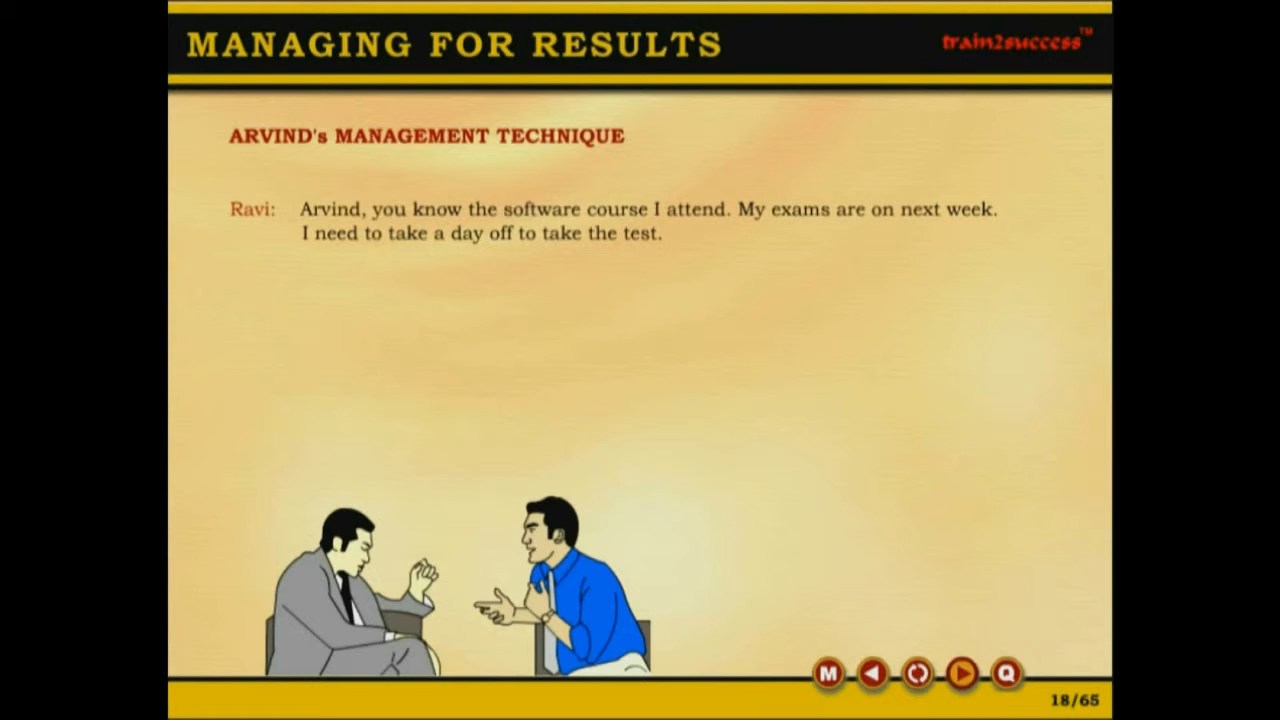 MANAGING FOR RESULTS
train2success™
ARVIND's MANAGEMENT TECHNIQUE
Ravi: Arvind, you know the software course I attend. My exams are on next week.
I need to take a day off to take the test.
M Q
18/65